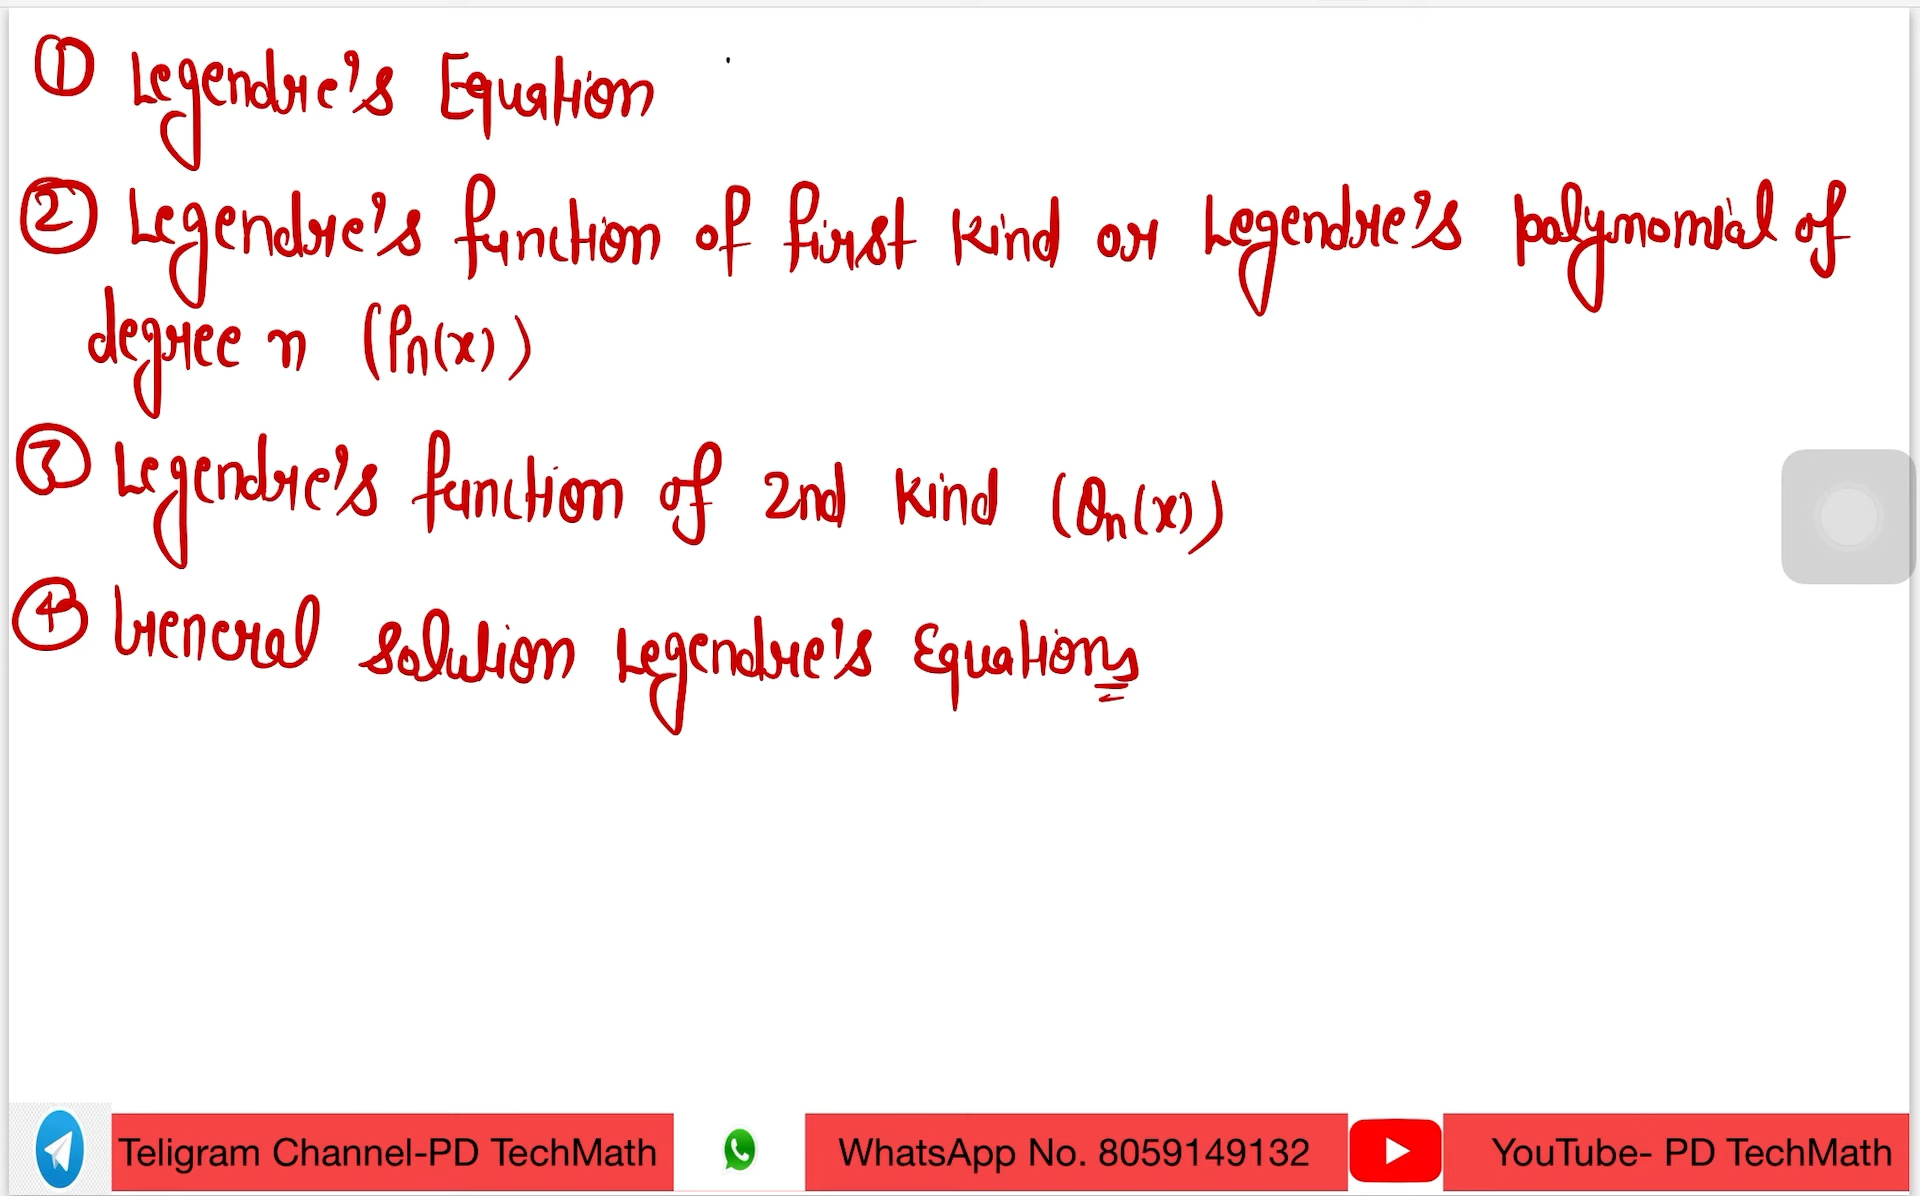 ① Legendre's Equation
② Legendre's function of first kind or Legendre's polynomial of
degree n (Pn(x))
③ Legendre's function of 2nd kind (Qn(x))
④ General solution Legendre's Equations
Teligram Channel-PD TechMath WhatsApp No. 8059149132 YouTube- PD TechMath